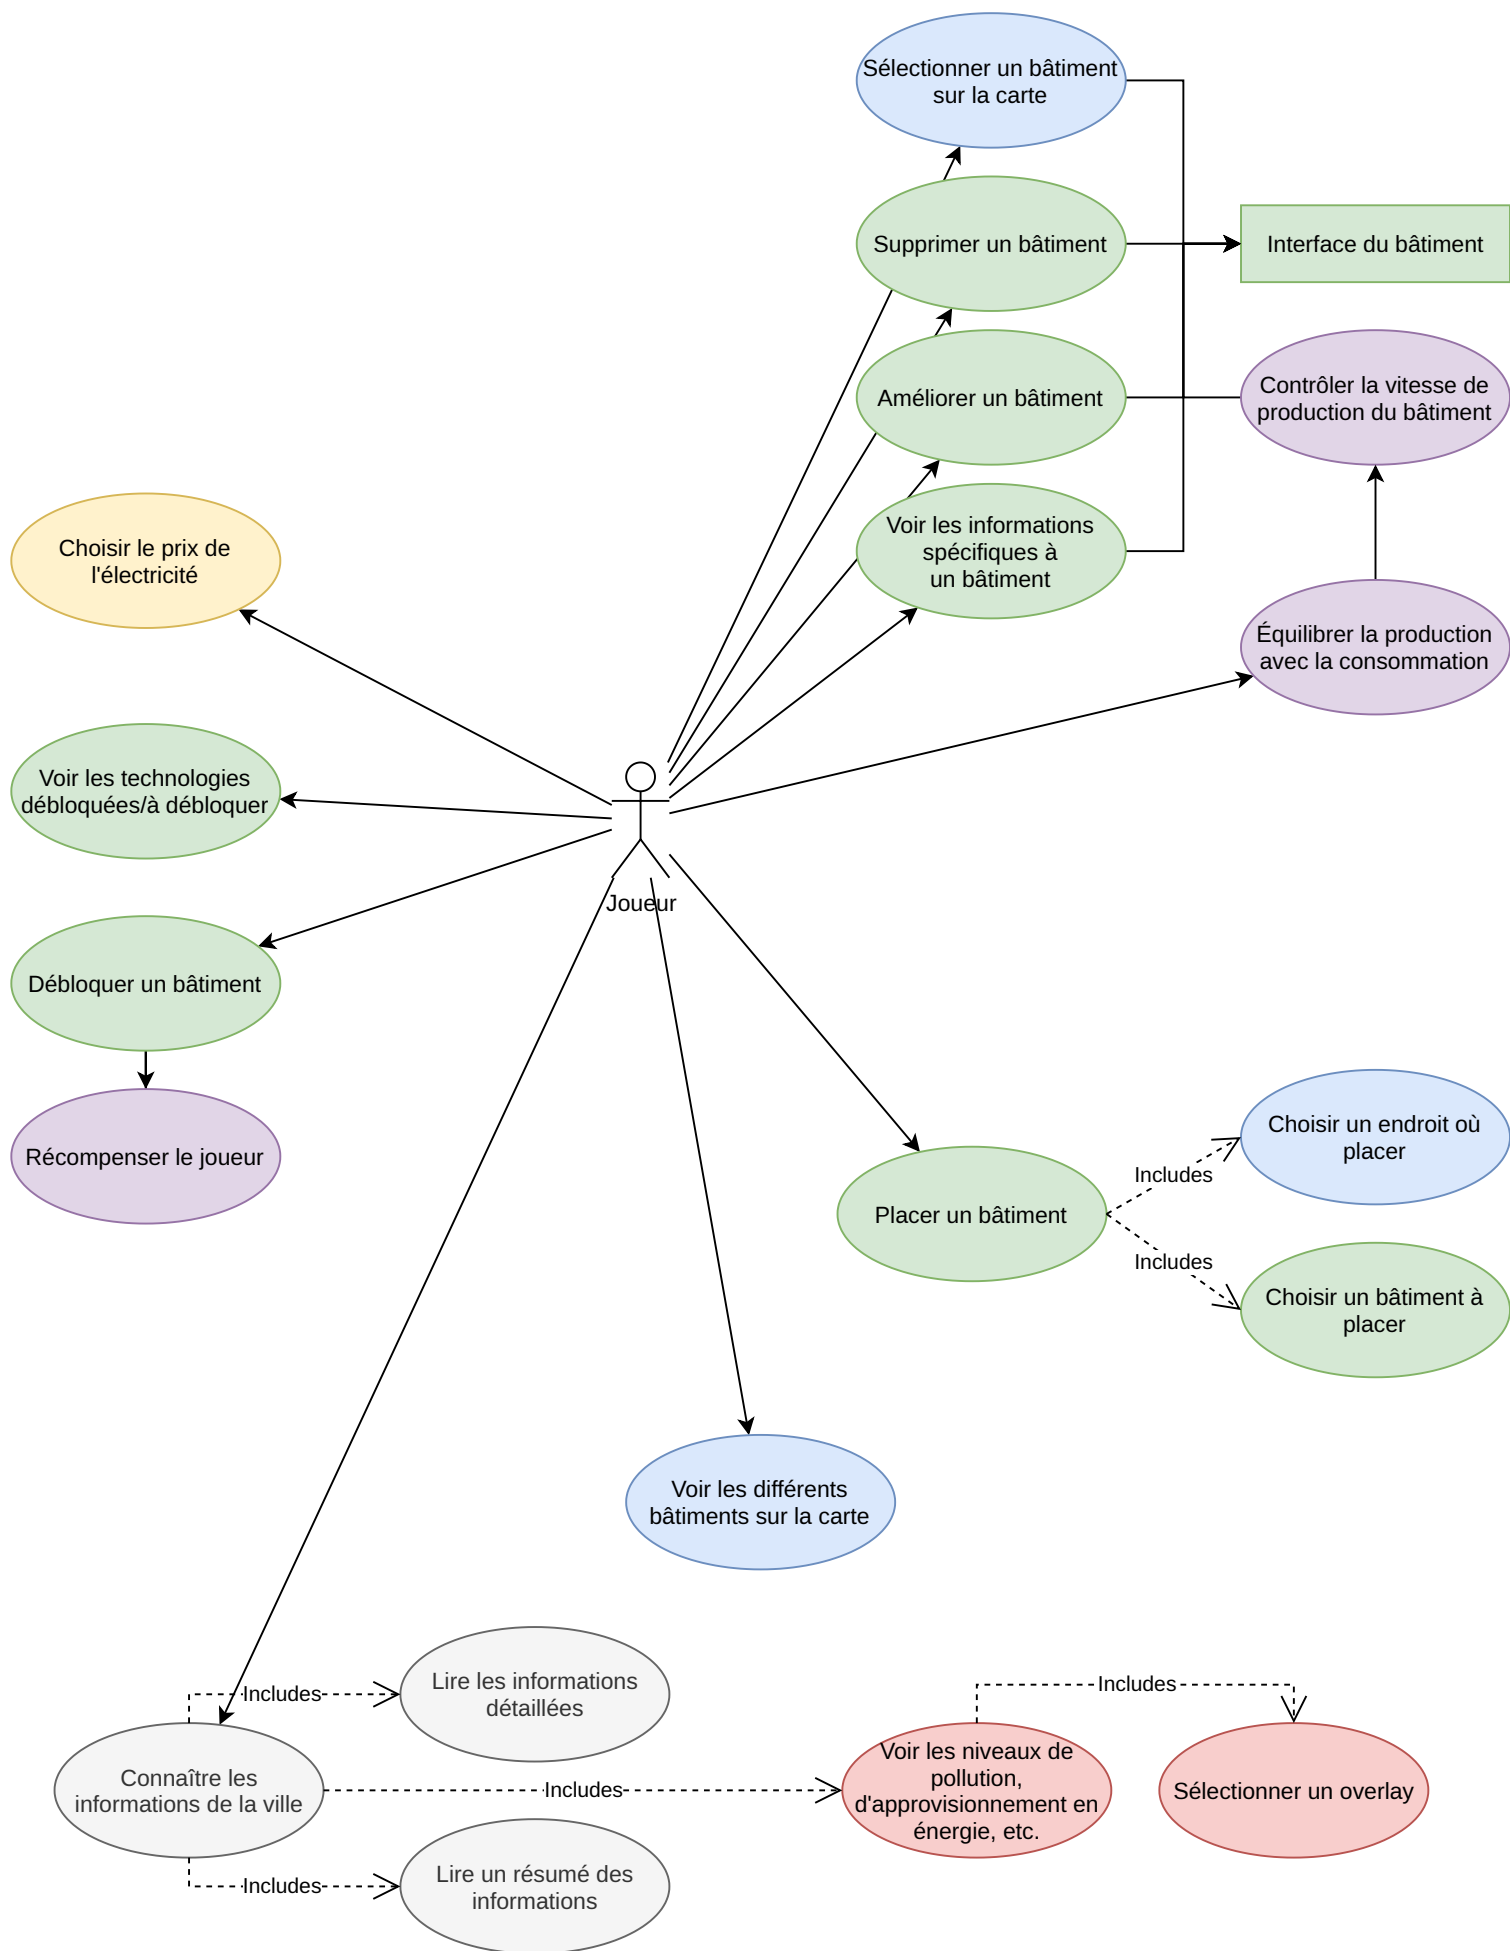 Sélectionner un bâtiment
sur la carte
Supprimer un bâtiment
Interface du bâtiment
Améliorer un bâtiment
Contrôler la vitesse de
production du bâtiment
Voir les informations
spécifiques à
un bâtiment
Choisir le prix de
l'électricité
Équilibrer la production
avec la consommation
Voir les technologies
débloquées/à débloquer
Joueur
Débloquer un bâtiment
Récompenser le joueur
Placer un bâtiment
Includes
Choisir un endroit où
placer
Includes
Choisir un bâtiment à
placer
Voir les différents
bâtiments sur la carte
Includes
Lire les informations
détaillées
Connaître les
informations de la ville
Includes
Voir les niveaux de
pollution,
d'approvisionnement en
énergie, etc.
Includes
Sélectionner un overlay
Includes
Lire un résumé des
informations